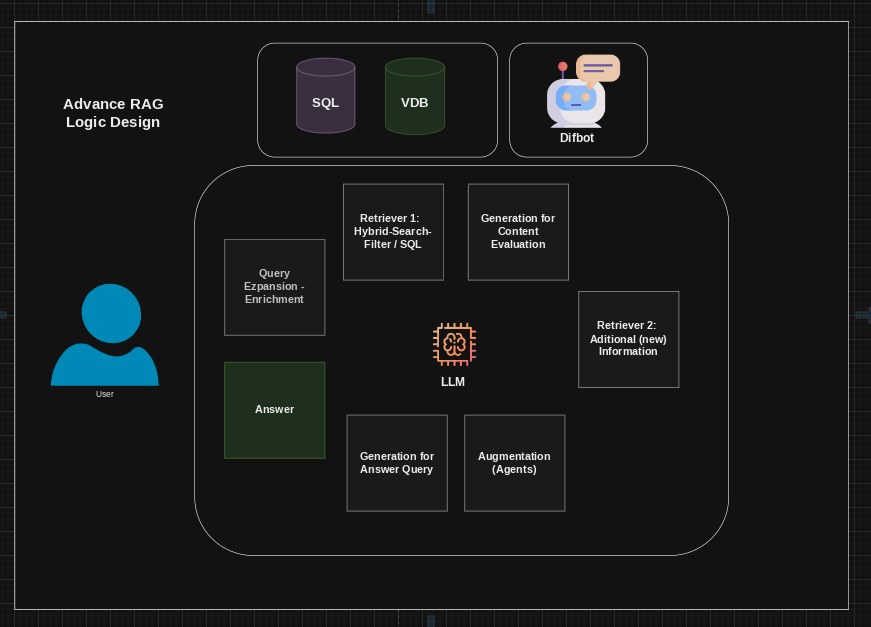 Advance RAG
Logic Design
SQL
VDB
Difbot
Retriever 1:
Hybrid-Search-
Filter / SQL
Generation for
Content
Evaluation
Query
Ezpansion -
Enrichment
Retriever 2:
Aditional (new)
Information
LLM
User
Answer
Generation for
Answer Query
Augmentation
(Agents)